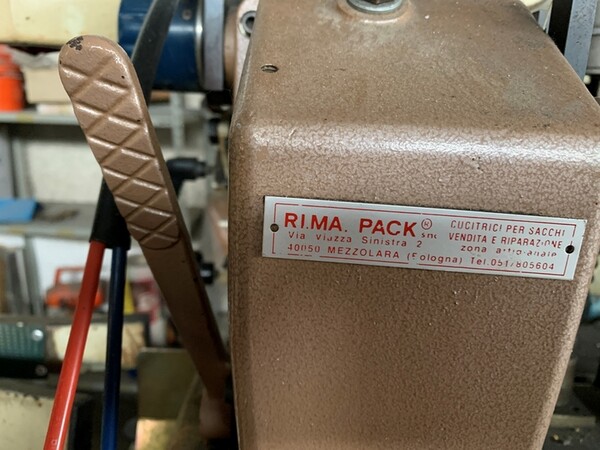 RI.MA. PACK® snc
Via Viazza Sinistra 2
40050 MEZZOLARA (Bologna) Tel.051/805604
CUCITRICI PER SACCHI
VENDITA E RIPARAZIONE
zona artigianale